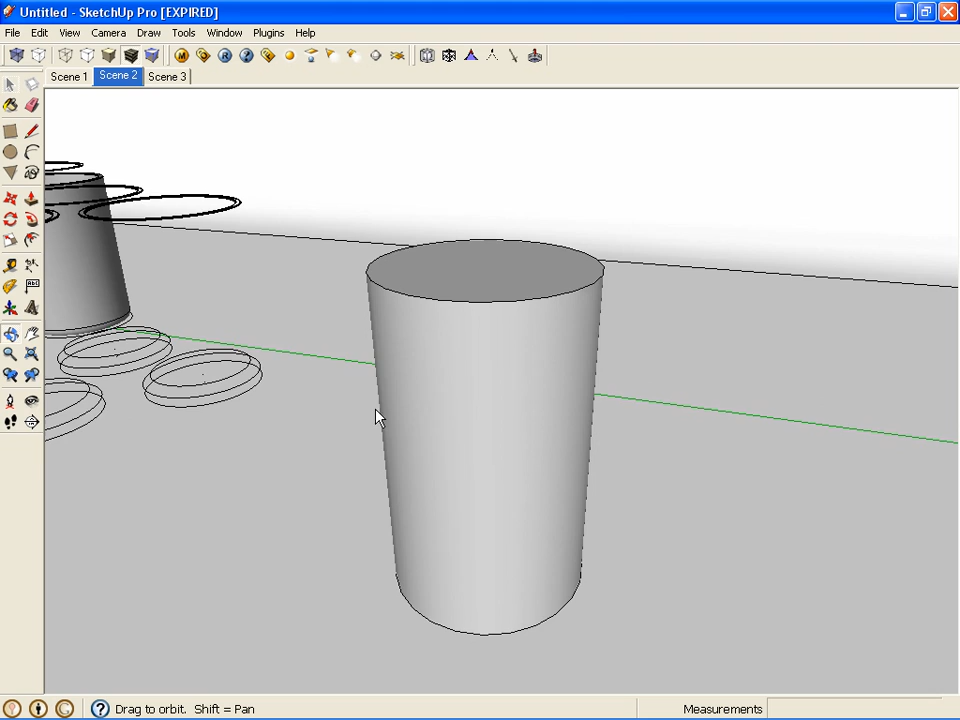 Untitled - SketchUp Pro [EXPIRED]
File Edit View Camera Draw Tools Window Plugins Help
Scene 1 Scene 2 Scene 3
Drag to orbit. Shift = Pan
Measurements